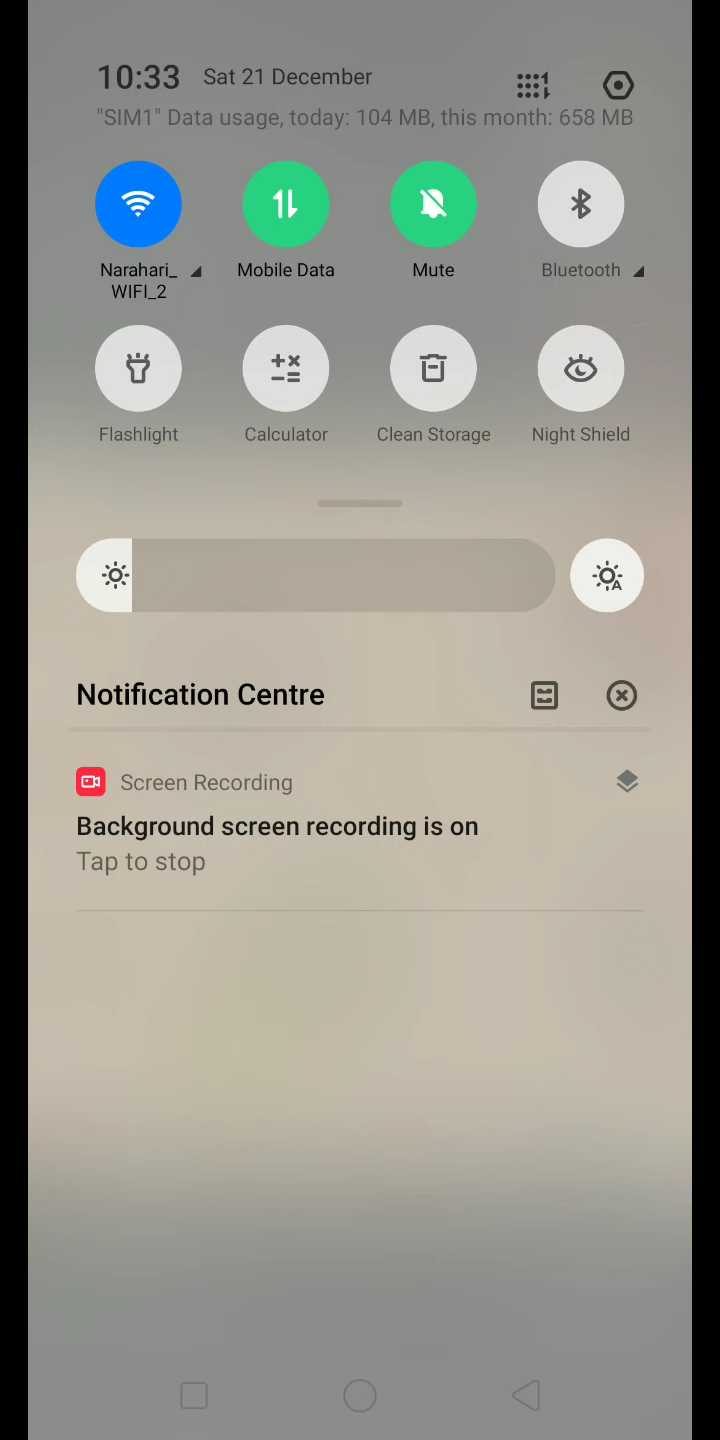 10:33 Sat 21 December
"SIM1" Data usage, today: 104 MB, this month: 658 MB
Narahari_ Mobile Data Mute Bluetooth
WIFI_2
Flashlight Calculator Clean Storage Night Shield
A
Notification Centre
Screen Recording
Background screen recording is on
Tap to stop